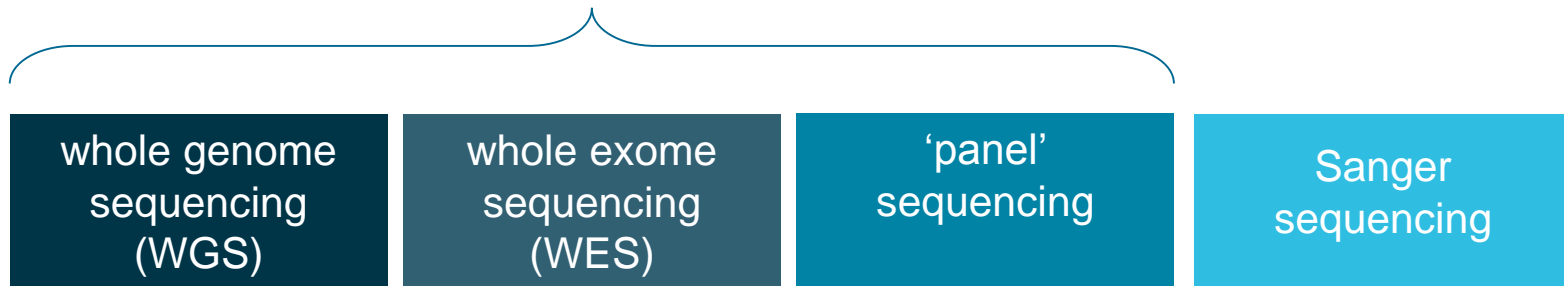 whole genome
sequencing
(WGS)
whole exome
sequencing
(WES)
‘panel’
sequencing
Sanger
sequencing